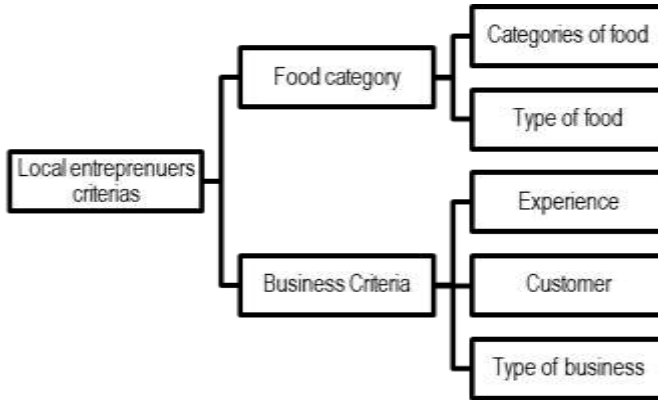 Categories of food
Food category
Type of food
Local entreprenuers
criterias
Experience
Business Criteria
Customer
Type of business